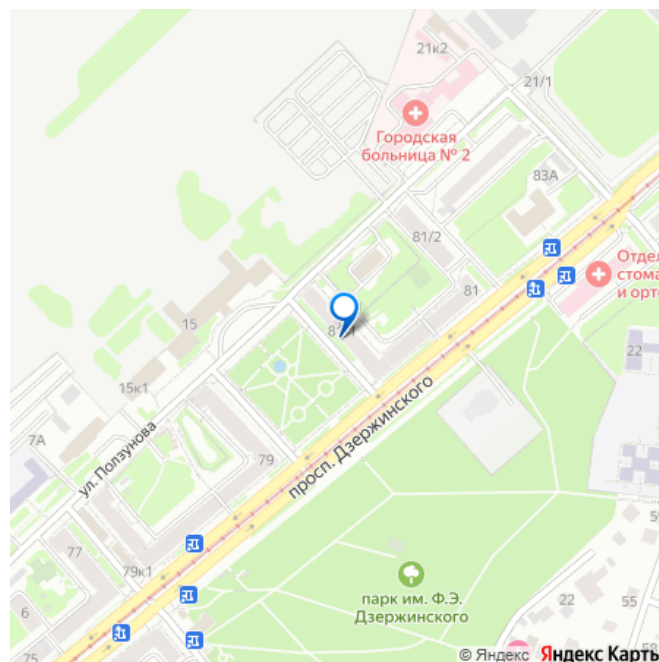 21к2
21/1
Городская
больница № 2
83А
81/2
Отдел
стома
и орто
81
15
22
15к1
7А
ул. Ползунова
просп. Дзержинского
79
77
79к1
6
парк им. Ф.Э.
Дзержинского
22
55
75
© Яндекс Яндекс Карты